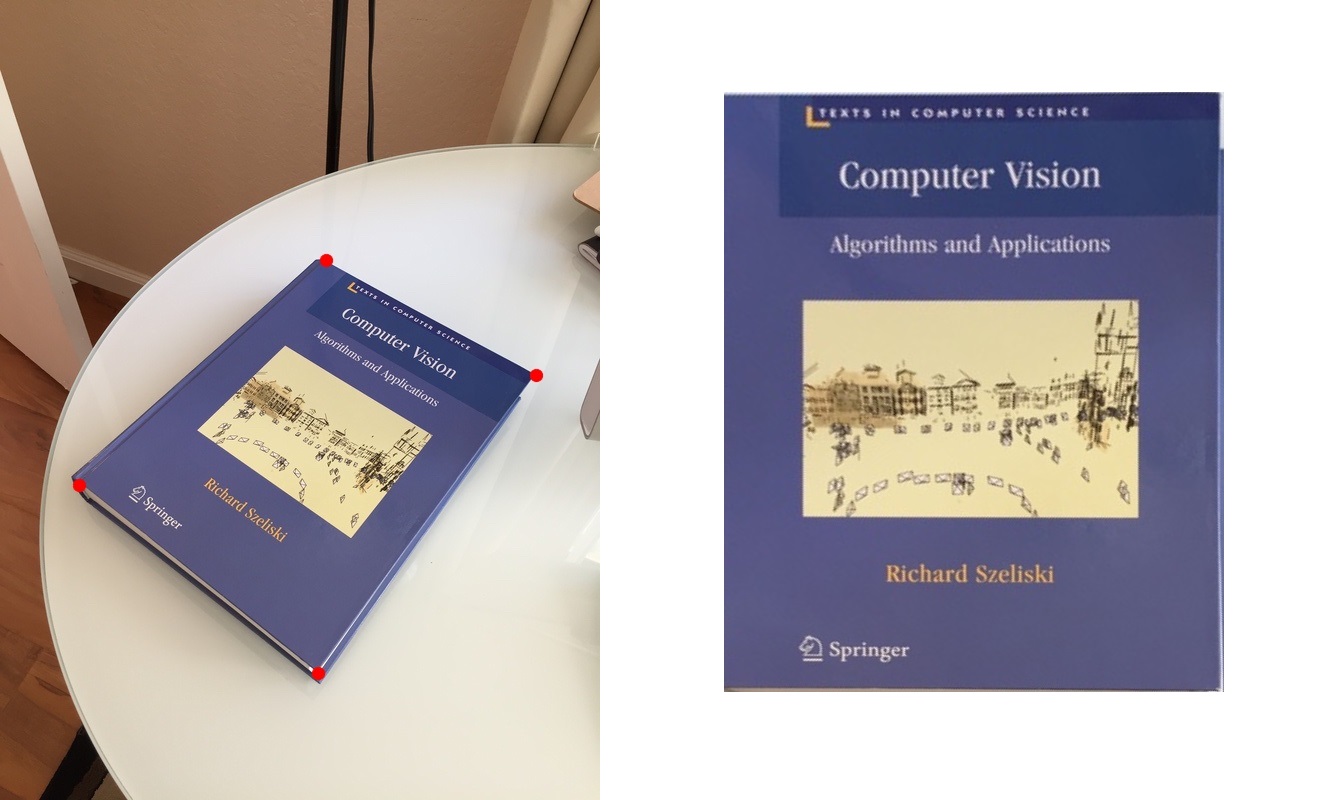 TEXTS IN COMPUTER SCIENCE
Computer Vision
Algorithms and Applications
Richard Szeliski
Springer
TEXTS IN COMPUTER SCIENCE
Computer Vision
Algorithms and Applications
Richard Szeliski
Springer